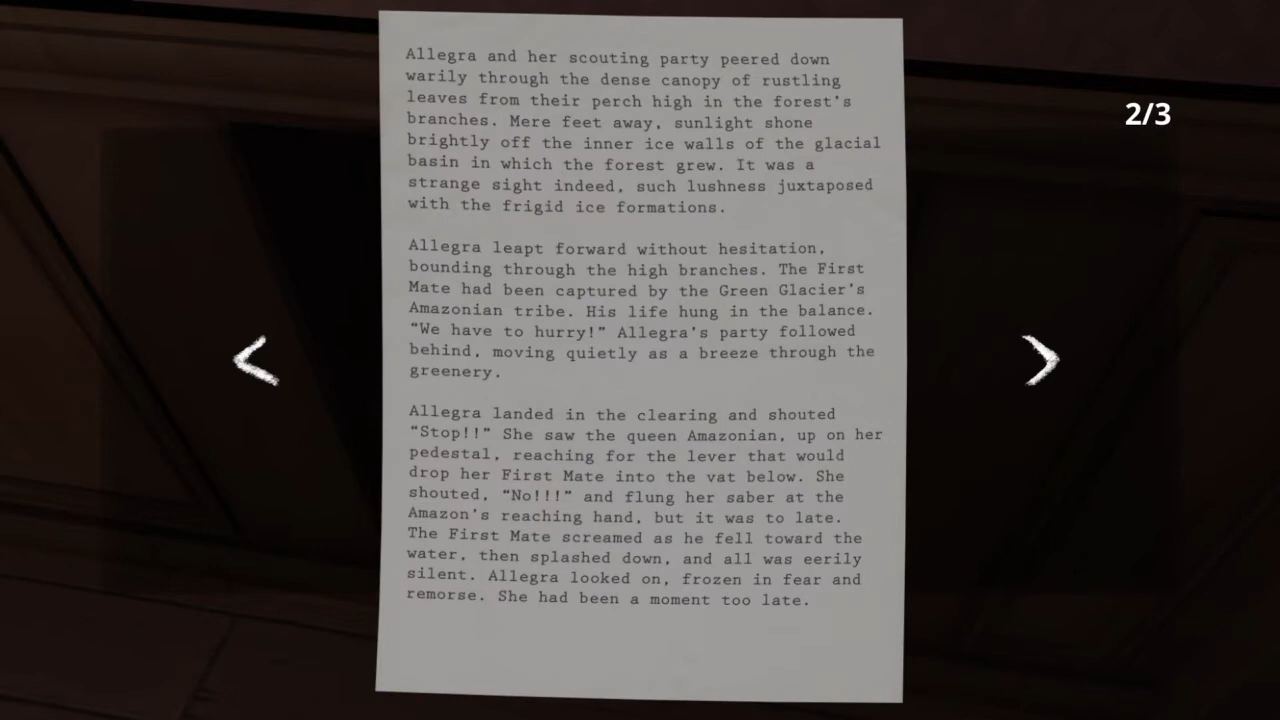 Allegra and her scouting party peered down
warily through the dense canopy of rustling
leaves from their perch high in the forest's
branches. Mere feet away, sunlight shone
brightly off the inner ice walls of the glacial
basin in which the forest grew. It was a
strange sight indeed, such lushness juxtaposed
with the frigid ice formations.
Allegra leapt forward without hesitation,
bounding through the high branches. The First
Mate had been captured by the Green Glacier's
Amazonian tribe. His life hung in the balance.
“We have to hurry!” Allegra's party followed
behind, moving quietly as a breeze through the
greenery.
Allegra landed in the clearing and shouted
“Stop!!” She saw the queen Amazonian, up on her
pedestal, reaching for the lever that would
drop her First Mate into the vat below. She
shouted, “No!!!” and flung her saber at the
Amazon's reaching hand, but it was to late.
The First Mate screamed as he fell toward the
water, then splashed down, and all was eerily
silent. Allegra looked on, frozen in fear and
remorse. She had been a moment too late.
2/3